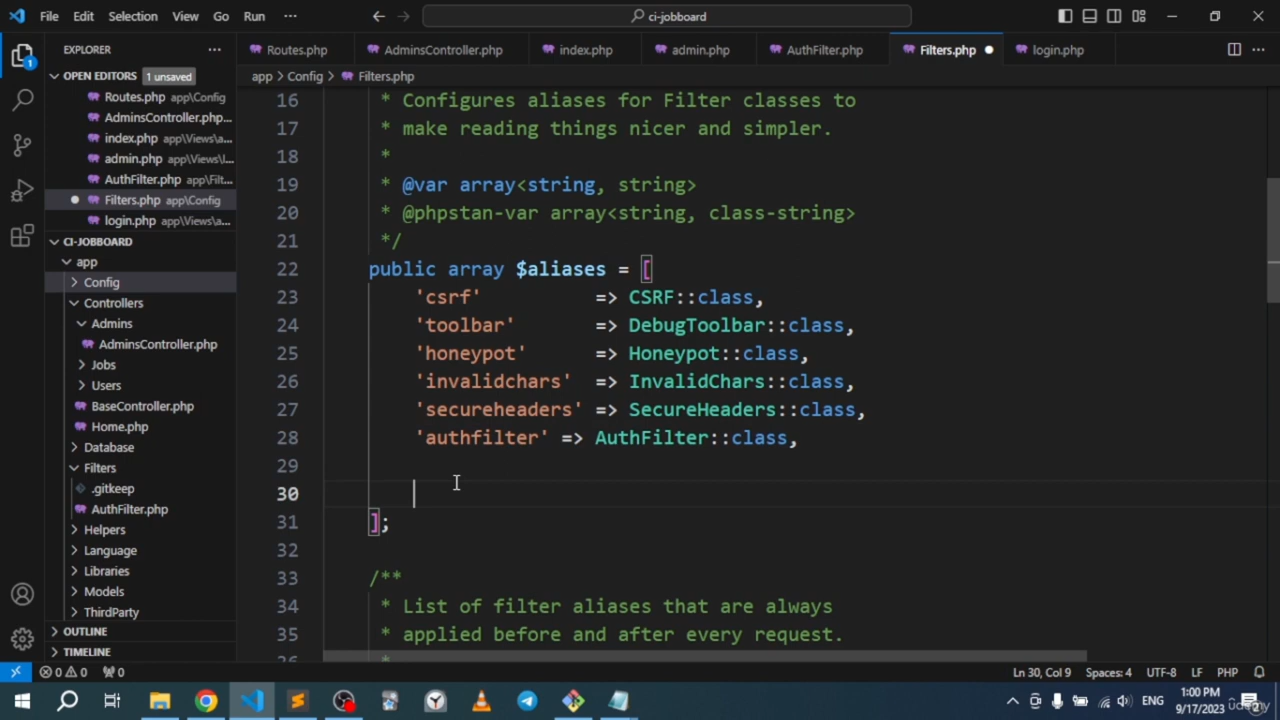 File Edit Selection View Go Run ··· ci-jobboard
EXPLORER ···
OPEN EDITORS 1 unsaved
Routes.php app\Config
AdminsController.php...
index.php app\Views\a...
admin.php app\Views\l...
AuthFilter.php app\Filt...
Filters.php app\Config
login.php app\Views\a...
CI-JOBBOARD
app
Config
Controllers
Admins
AdminsController.php
Jobs
Users
BaseController.php
Home.php
Database
Filters
.gitkeep
AuthFilter.php
Helpers
Language
Libraries
Models
ThirdParty
OUTLINE
TIMELINE
Routes.php AdminsController.php index.php admin.php AuthFilter.php Filters.php login.php
app > Config > Filters.php
16 * Configures aliases for Filter classes to
17 * make reading things nicer and simpler.
18 *
19 * @var array<string, string>
20 * @phpstan-var array<string, class-string>
21 */
22 public array $aliases = [
23 'csrf' => CSRF::class,
24 'toolbar' => DebugToolbar::class,
25 'honeypot' => Honeypot::class,
26 'invalidchars' => InvalidChars::class,
27 'secureheaders' => SecureHeaders::class,
28 'authfilter' => AuthFilter::class,
29
30
31 ];
32
33 /**
34 * List of filter aliases that are always
35 * applied before and after every request.
36 *
0 0 0 Ln 30, Col 9 Spaces: 4 UTF-8 LF PHP
ENG 1:00 PM
9/17/2023
udemy